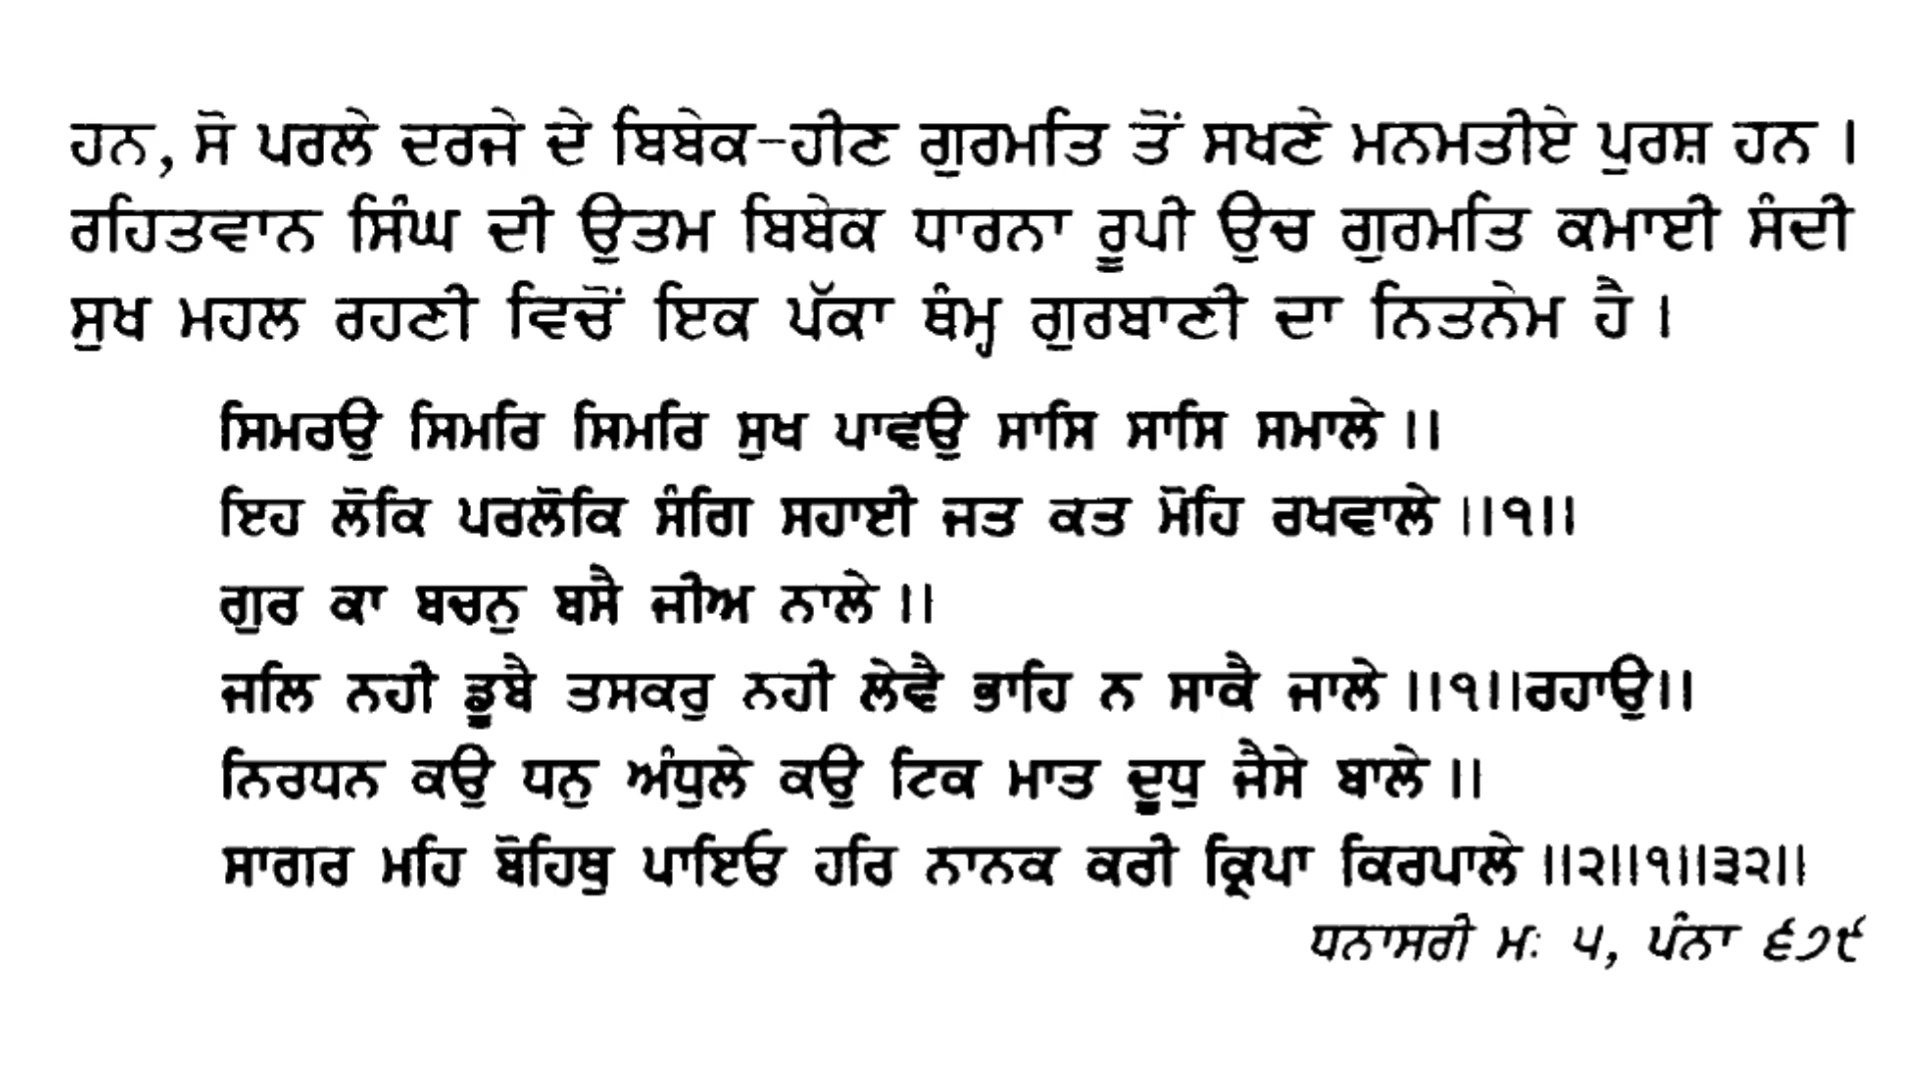 ਹਨ, ਸੋ ਪਰਲੇ ਦਰਜੇ ਦੇ ਬਿਬੇਕ-ਹੀਣ ਗੁਰਮਤਿ ਤੋਂ ਸਖਣੇ ਮਨਮਤੀਏ ਪੁਰਸ਼ ਹਨ ।
ਰਹਿਤਵਾਨ ਸਿੰਘ ਦੀ ਉਤਮ ਬਿਬੇਕ ਧਾਰਨਾ ਰੂਪੀ ਉਚ ਗੁਰਮਤਿ ਕਮਾਈ ਸੰਦੀ
ਸੁਖ ਮਹਲ ਰਹਣੀ ਵਿਚੋਂ ਇਕ ਪੱਕਾ ਥੰਮ੍ਹ ਗੁਰਬਾਣੀ ਦਾ ਨਿਤਨੇਮ ਹੈ ।
ਸਿਮਰਉ ਸਿਮਰਿ ਸਿਮਰਿ ਸੁਖ ਪਾਵਉ ਸਾਸਿ ਸਾਸਿ ਸਮਾਲੇ ।।
ਇਹ ਲੋਕਿ ਪਰਲੋਕਿ ਸੰਗਿ ਸਹਾਈ ਜਤ ਕਤ ਮੋਹਿ ਰਖਵਾਲੇ ।।੧।।
ਗੁਰ ਕਾ ਬਚਨੁ ਬਸੈ ਜੀਅ ਨਾਲੇ ।।
ਜਲਿ ਨਹੀ ਡੂਬੈ ਤਸਕਰੁ ਨਹੀ ਲੇਵੈ ਭਾਹਿ ਨ ਸਾਕੈ ਜਾਲੇ ।।੧।।ਰਹਾਉ।।
ਨਿਰਧਨ ਕਉ ਧਨੁ ਅੰਧੁਲੇ ਕਉ ਟਿਕ ਮਾਤ ਦੂਧੁ ਜੈਸੇ ਬਾਲੇ ।।
ਸਾਗਰ ਮਹਿ ਬੋਹਿਥੁ ਪਾਇਓ ਹਰਿ ਨਾਨਕ ਕਰੀ ਕ੍ਰਿਪਾ ਕਿਰਪਾਲੇ ।।੨।।੧।।੩੨।।
ਧਨਾਸਰੀ ਮ: ੫, ਪੰਨਾ ੬੭੯